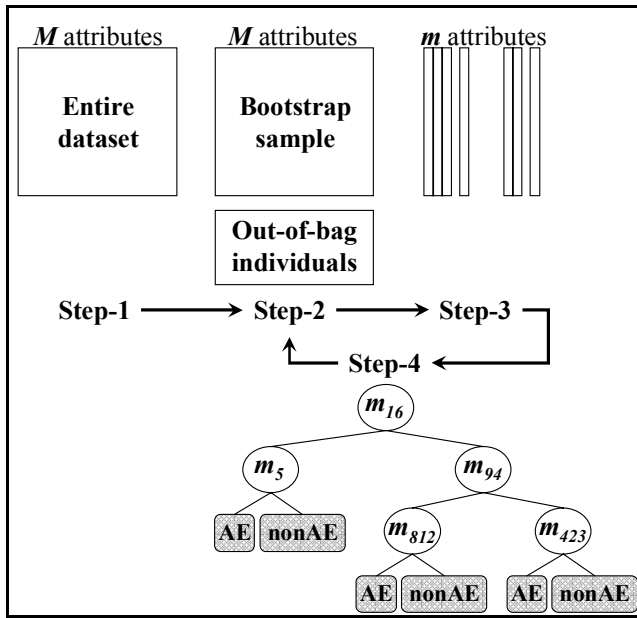 M attributes M attributes m attributes
Entire
dataset
Bootstrap
sample
Out-of-bag
individuals
Step-1 Step-2 Step-3
Step-4
m16
m5 m94
AE nonAE m812 m423
AE nonAE AE nonAE